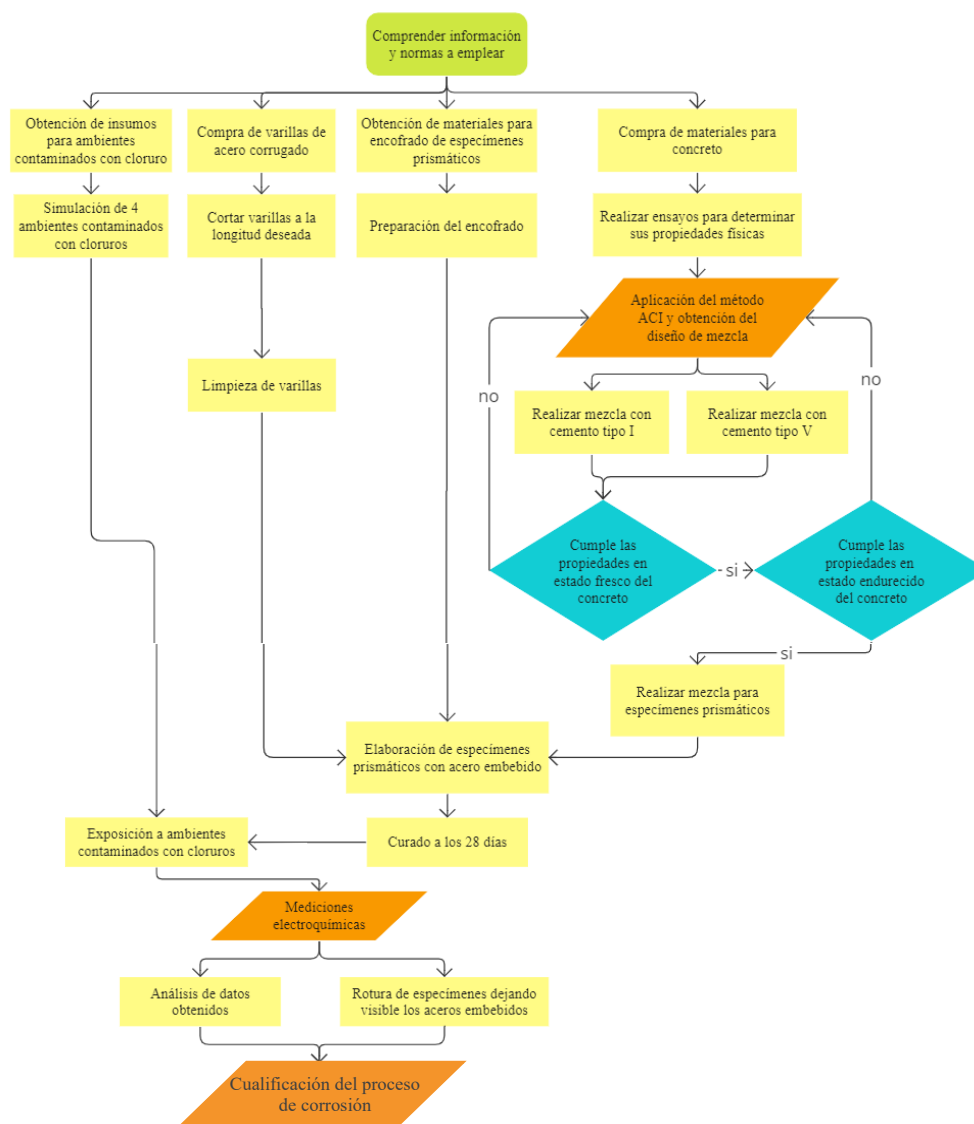 Comprender información
y normas a emplear
Obtención de insumos
para ambientes
contaminados con cloruro
Compra de varillas de
acero corrugado
Obtención de materiales para
encofrado de especímenes
prismáticos
Compra de materiales para
concreto
Simulación de 4
ambientes contaminados
con cloruros
Cortar varillas a la
longitud deseada
Preparación del encofrado
Realizar ensayos para determinar
sus propiedades físicas
Aplicación del método
ACI y obtención del
diseño de mezcla
no
no
Limpieza de varillas
Realizar mezcla con
cemento tipo I
Realizar mezcla con
cemento tipo V
Cumple las
propiedades en
estado fresco del
concreto
si
Cumple las
propiedades en
estado endurecido
del concreto
si
Realizar mezcla para
especímenes prismáticos
Elaboración de especímenes
prismáticos con acero embebido
Exposición a ambientes
contaminados con cloruros
Curado a los 28 días
Mediciones
electroquímicas
Análisis de datos
obtenidos
Rotura de especímenes dejando
visible los aceros embebidos
Cualificación del proceso
de corrosión